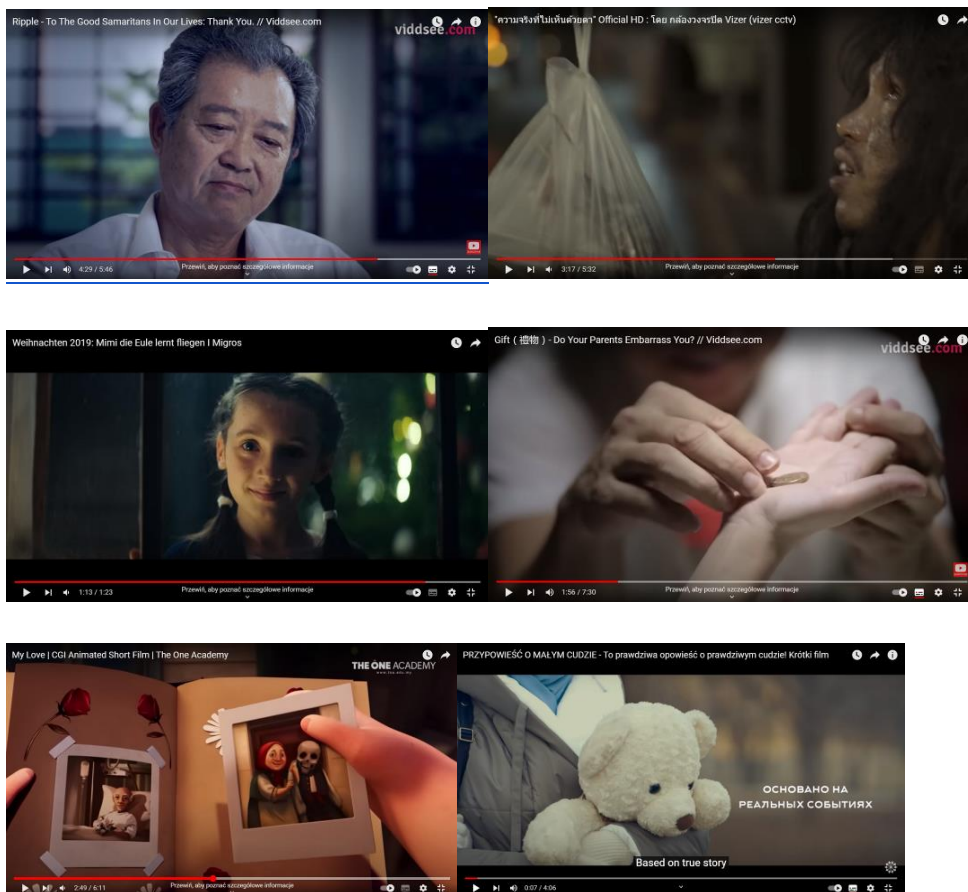 Ripple - To The Good Samaritans In Our Lives: Thank You. // Viddsee.com
viddsee.com
4:29 / 5:46
Przewiń, aby poznać szczegółowe informacje
"ความจริงที่ไม่เห็นด้วยตา" Official HD : โดย กล้องวงจรปิด Vizer (vizer cctv)
3:17 / 5:32
Przewiń, aby poznać szczegółowe informacje
Weihnachten 2019: Mimi die Eule lernt fliegen I Migros
1:13 / 1:23
Przewiń, aby poznać szczegółowe informacje
Gift ( 禮物 ) - Do Your Parents Embarrass You? // Viddsee.com
viddsee.com
1:56 / 7:30
Przewiń, aby poznać szczegółowe informacje
My Love | CGI Animated Short Film | The One Academy
THE ONE ACADEMY
2:49 / 6:11
Przewiń, aby poznać szczegółowe informacje
PRZYPOWIEŚĆ O MAŁYM CUDZIE - To prawdziwa opowieść o prawdziwym cudzie! Krótki film
ОСНОВАНО НА
РЕАЛЬНЫХ СОБЫТИЯХ
Based on true story
0:07 / 4:06